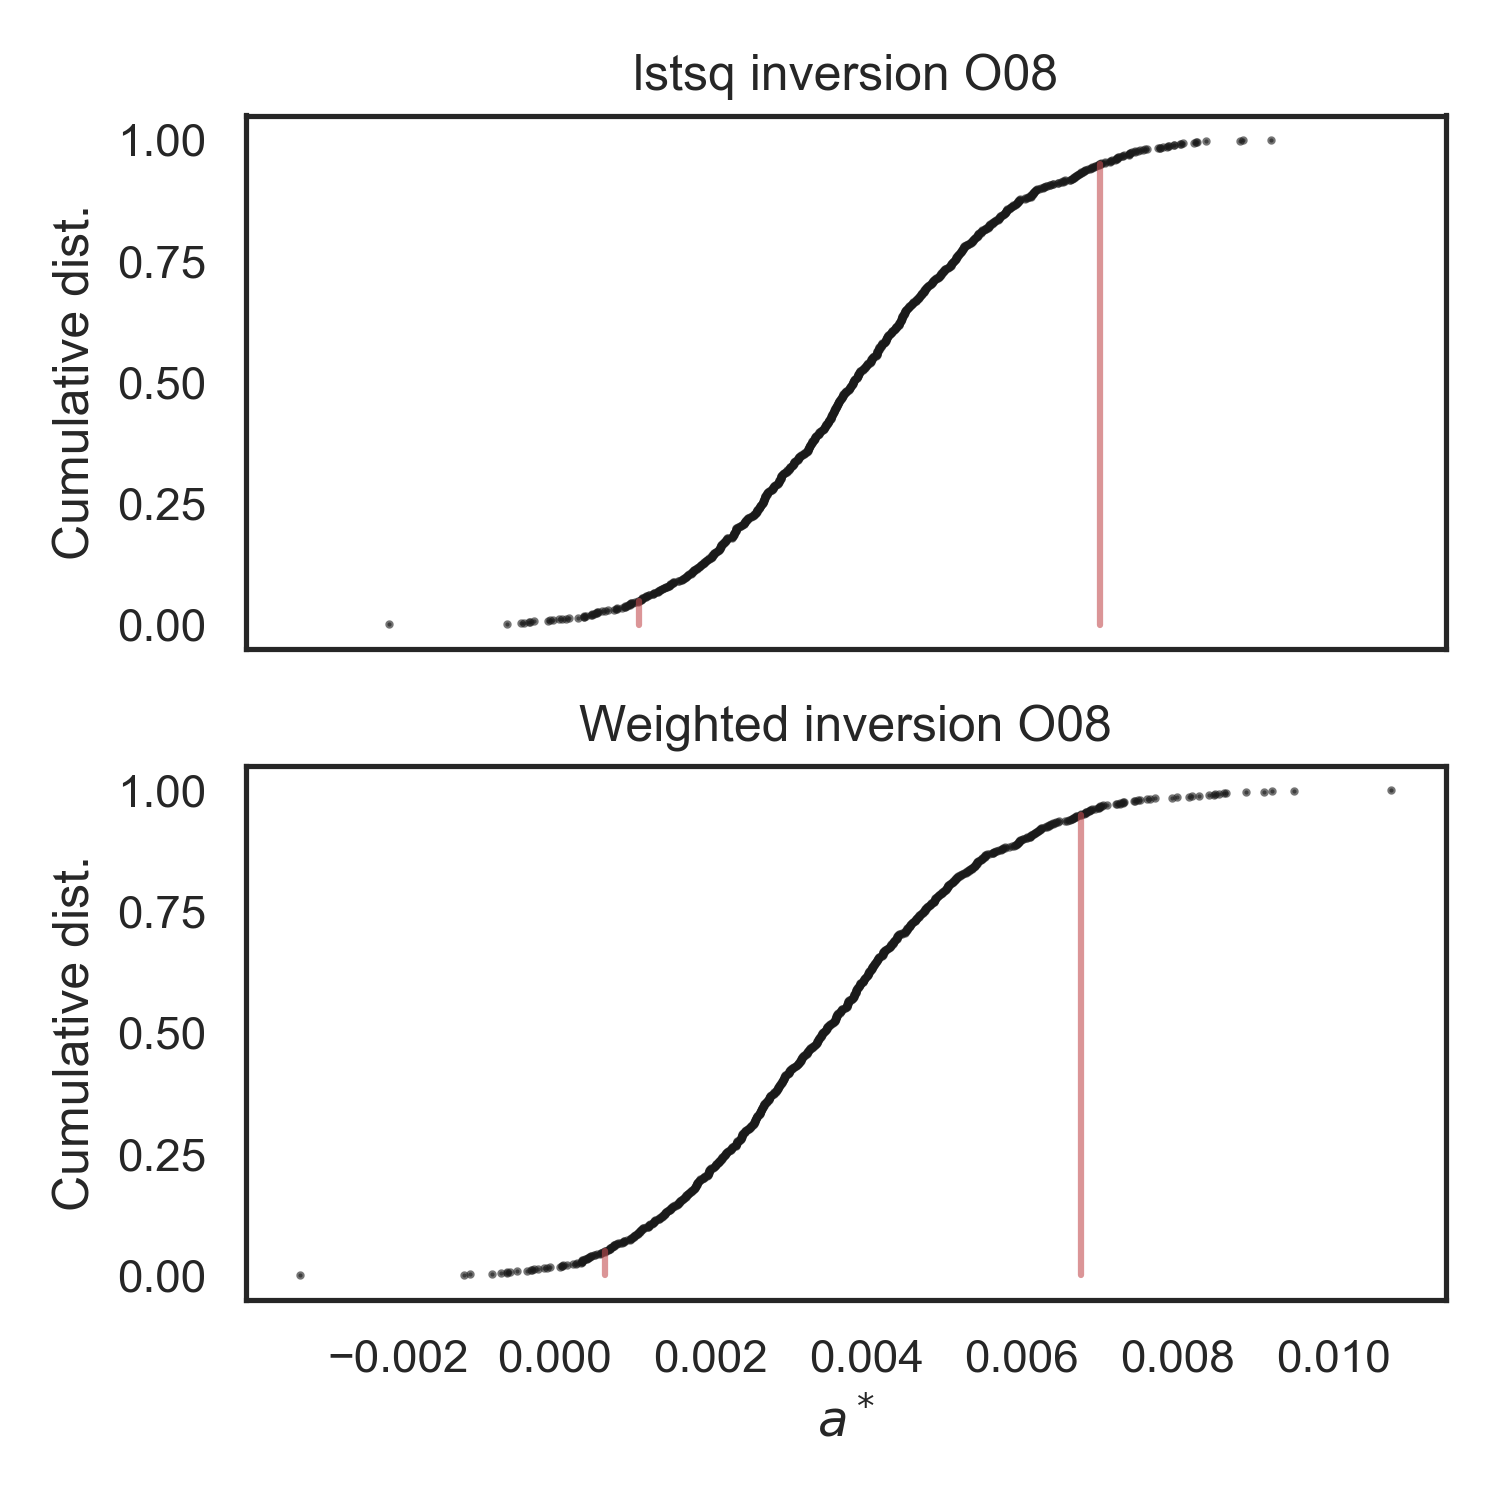 lstsq inversion O08
1.00
0.75
0.50
0.25
0.00
Cumulative dist.
Weighted inversion O08
1.00
0.75
0.50
0.25
0.00
Cumulative dist.
−0.002 0.000 0.002 0.004 0.006 0.008 0.010
a*